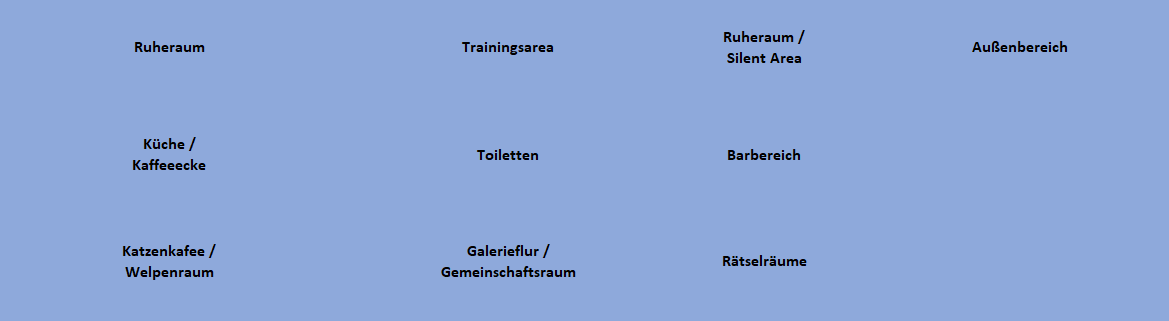 Ruheraum
Trainingsarea
Ruheraum /
Silent Area
Außenbereich
Küche /
Kaffeeecke
Toiletten
Barbereich
Katzenkafee /
Welpenraum
Galerieflur /
Gemeinschaftsraum
Rätselräume